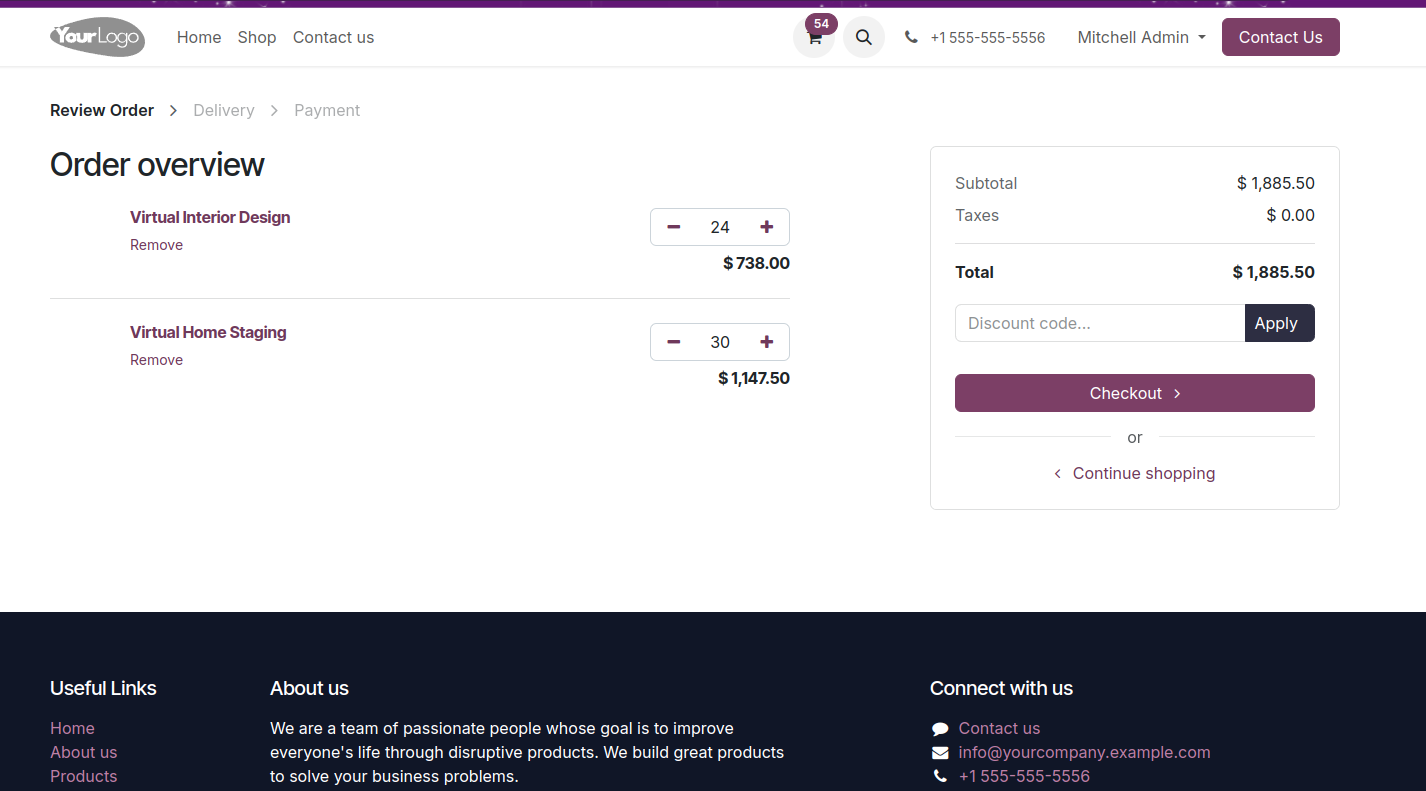 YourLogo
Home Shop Contact us
54
+1 555-555-5556
Mitchell Admin
Contact Us
Review Order > Delivery > Payment
Order overview
Virtual Interior Design
Remove
24
$ 738.00
Virtual Home Staging
Remove
30
$ 1,147.50
Subtotal $ 1,885.50
Taxes $ 0.00
Total $ 1,885.50
Discount code... Apply
Checkout >
or
< Continue shopping
Useful Links
Home
About us
Products
About us
We are a team of passionate people whose goal is to improve
everyone's life through disruptive products. We build great products
to solve your business problems.
Connect with us
Contact us
info@yourcompany.example.com
+1 555-555-5556